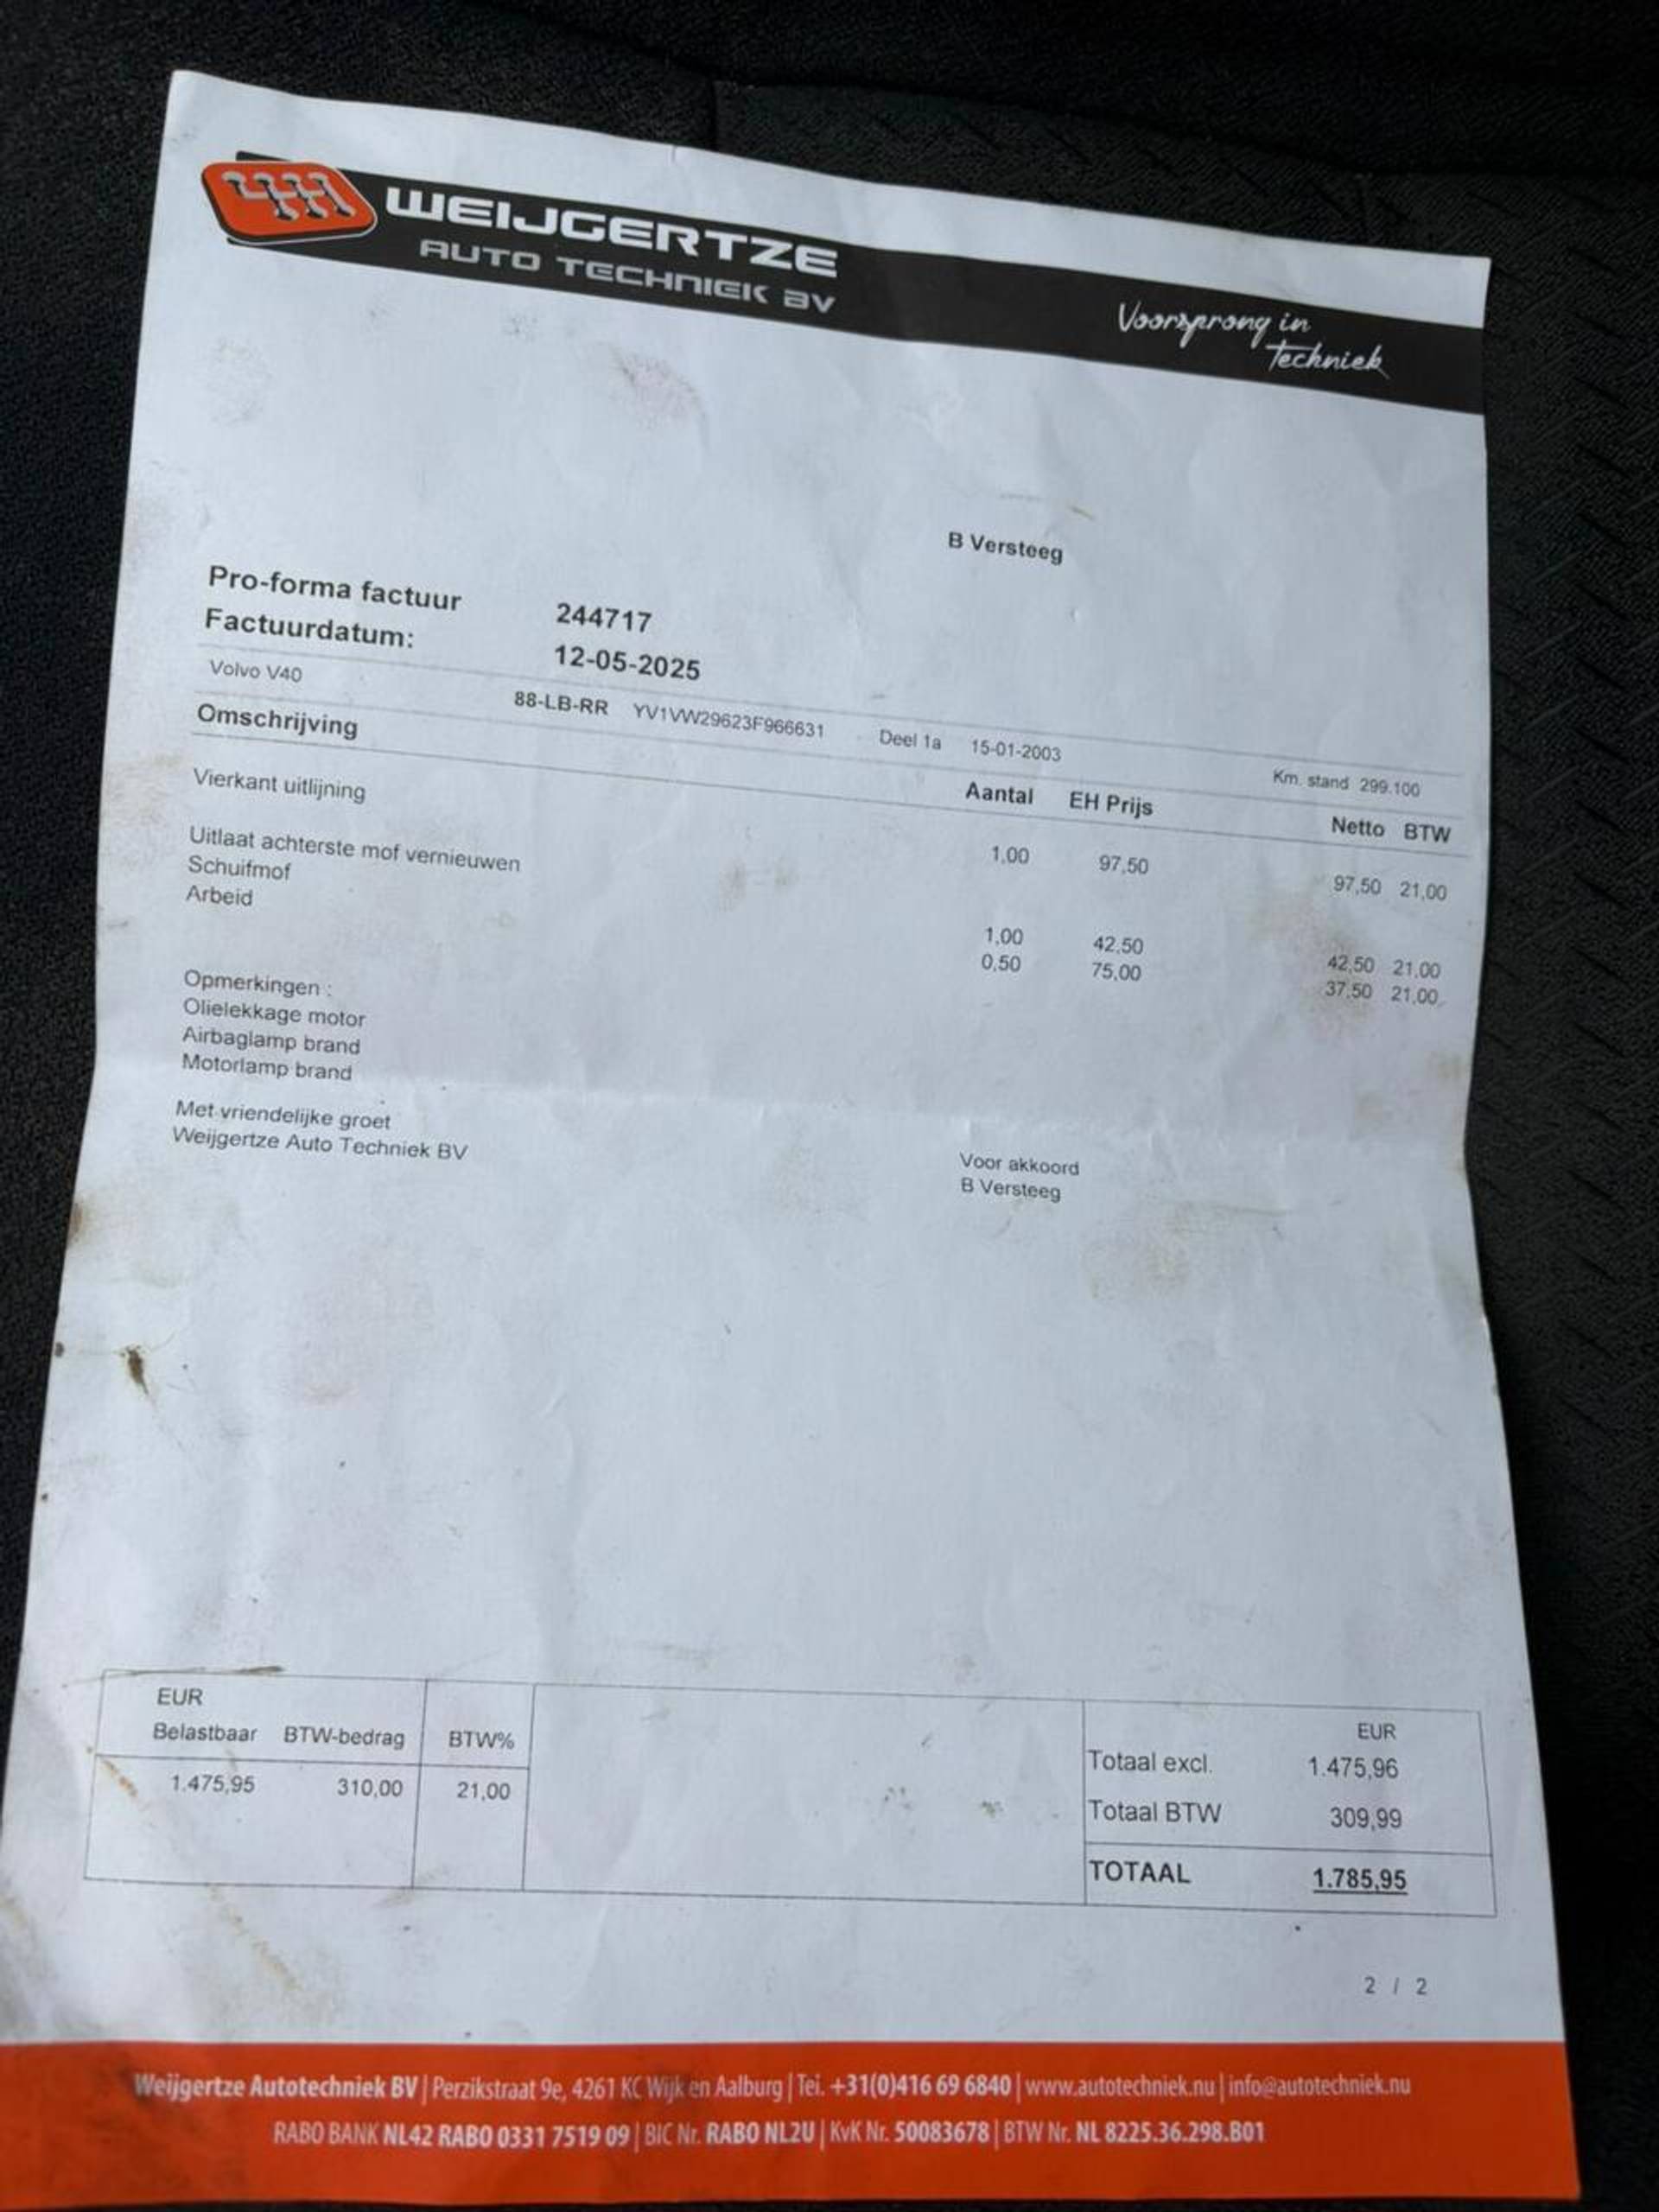 WEIJGERTZE
AUTO TECHNIEK BV
Voorsprong in
Techniek
B Versteeg
Pro-forma factuur 244717
Factuurdatum: 12-05-2025
Volvo V40 88-LB-RR YV1VW29623F966631 Deel 1a 15-01-2003 Km. stand 299.100
Omschrijving Aantal EH Prijs Netto BTW
Vierkant uitlijning 1,00 97,50 97,50 21,00
Uitlaat achterste mof vernieuwen
Schuifmof 1,00 42,50 42,50 21,00
Arbeid 0,50 75,00 37,50 21,00
Opmerkingen :
Olielekkage motor
Airbaglamp brand
Motorlamp brand
Met vriendelijke groet
Weijgertze Auto Techniek BV
Voor akkoord
B Versteeg
EUR
Belastbaar BTW-bedrag BTW%
1.475,95 310,00 21,00
EUR
Totaal excl. 1.475,96
Totaal BTW 309,99
TOTAAL 1.785,95
2 / 2
Weijgertze Autotechniek BV | Perzikstraat 9e, 4261 KC Wijk en Aalburg | Tel. +31(0)416 69 6840 | www.autotechniek.nu | info@autotechniek.nu
RABO BANK NL42 RABO 0331 7519 09 | BIC Nr. RABO NL2U | KvK Nr. 50083678 | BTW Nr. NL 8225.36.298.B01